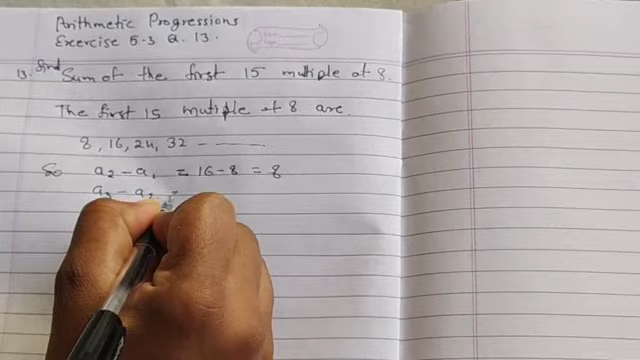 Arithmetic Progressions
Exercise 5.3 Q. 13.
13. find Sum of the first 15 multiple of 8.
The first 15 mutiple of 8 are.
8, 16, 24, 32 -- ———
So a₂ - a₁ = 16 - 8 = 8
a₃ - a₂ =